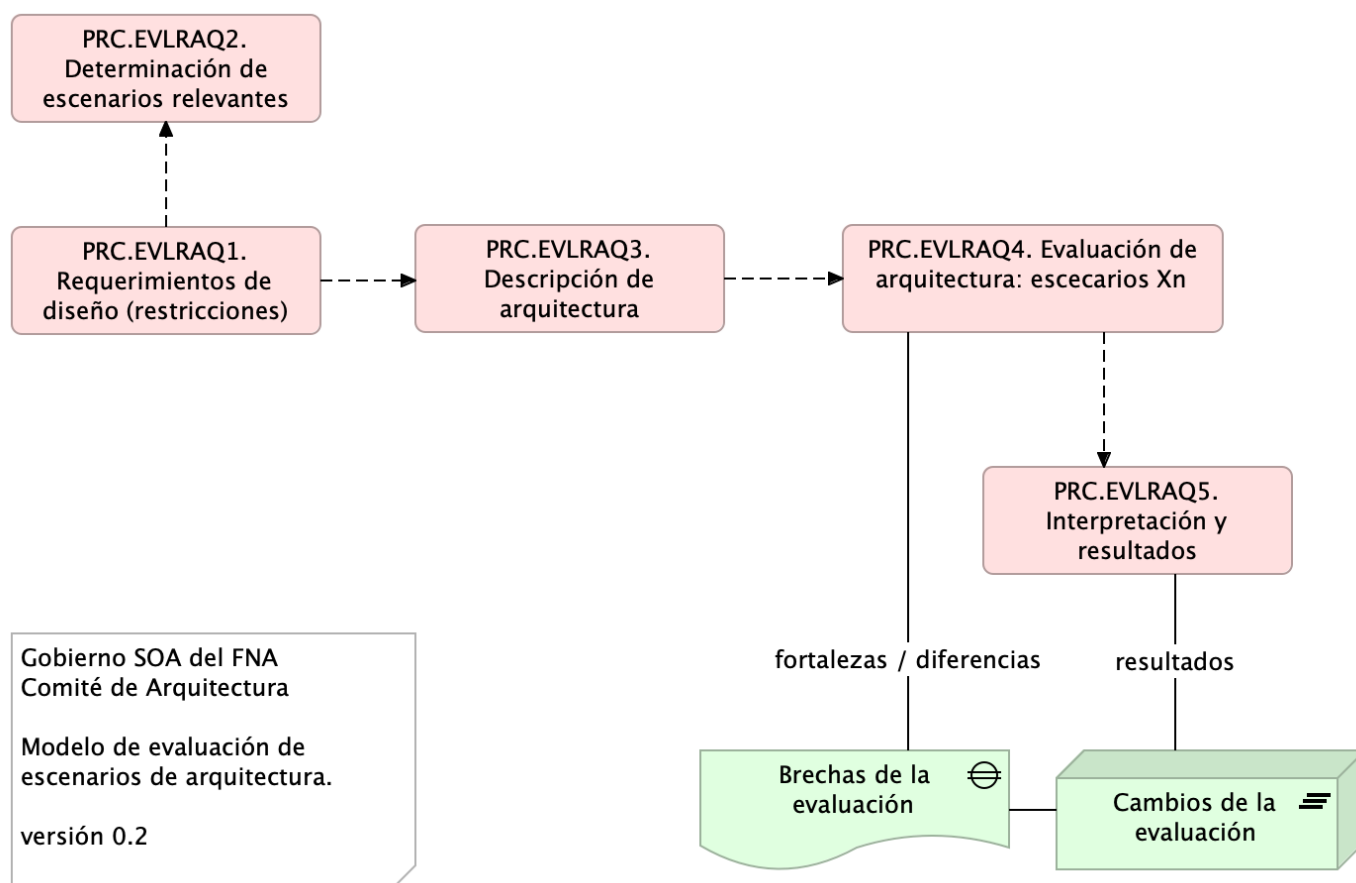 PRC.EVLRAQ2.
Determinación de
escenarios relevantes
PRC.EVLRAQ1.
Requerimientos de
diseño (restricciones)
PRC.EVLRAQ3.
Descripción de
arquitectura
PRC.EVLRAQ4. Evaluación de
arquitectura: escecarios Xn
PRC.EVLRAQ5.
Interpretación y
resultados
fortalezas / diferencias
resultados
Gobierno SOA del FNA
Comité de Arquitectura
Modelo de evaluación de
escenarios de arquitectura.
versión 0.2
Brechas de la
evaluación
Cambios de la
evaluación